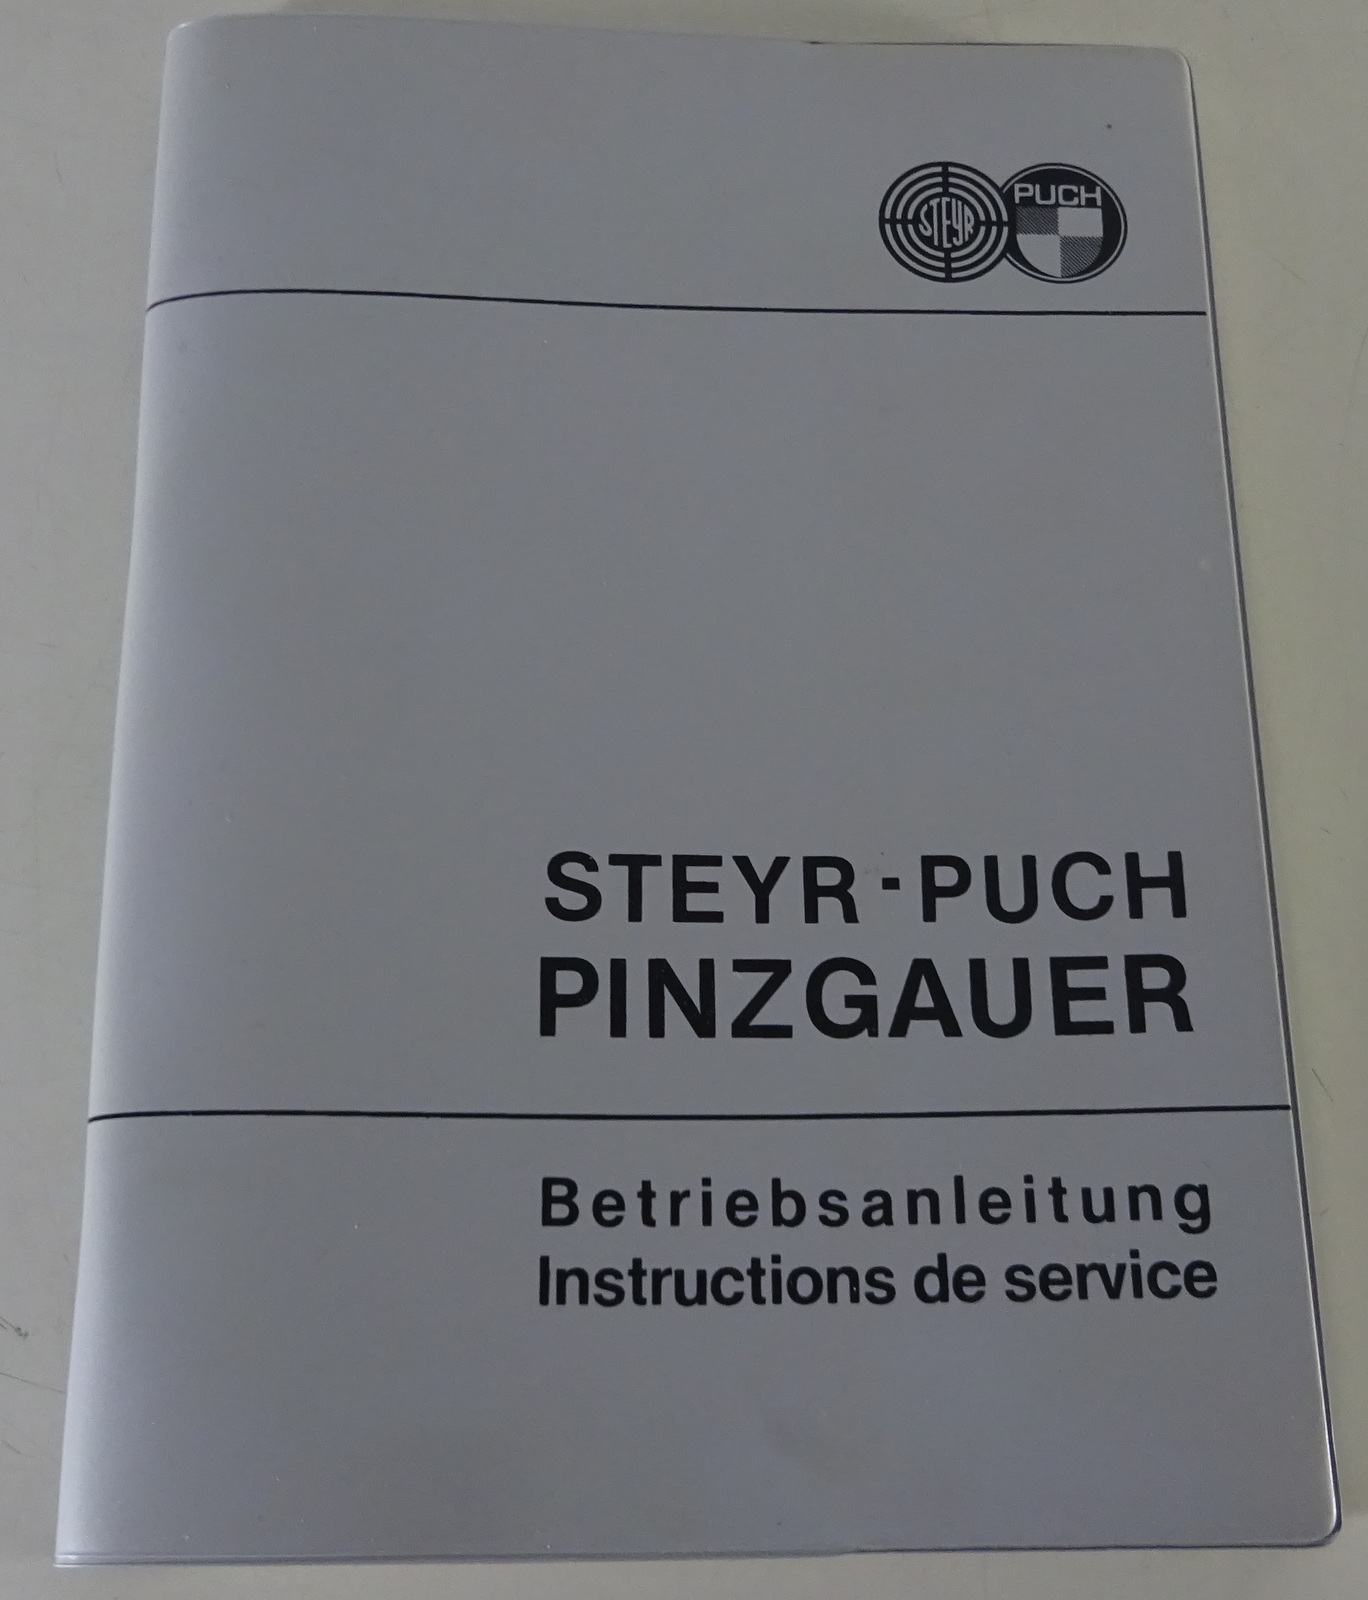 STEYR
PUCH
STEYR-PUCH
PINZGAUER
Betriebsanleitung
Instructions de service